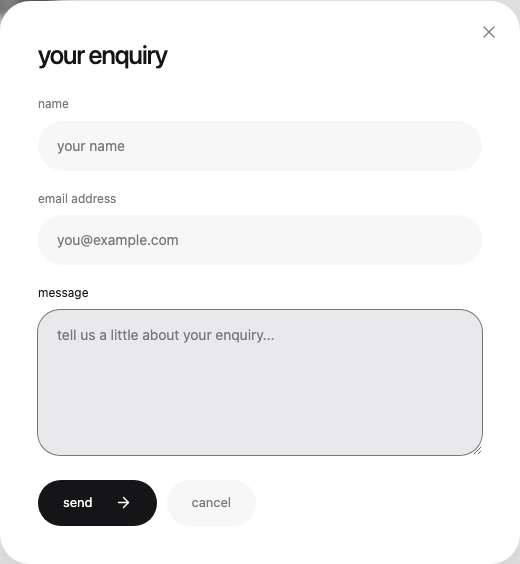 your enquiry
name
your name
email address
you@example.com
message
tell us a little about your enquiry...
send
cancel